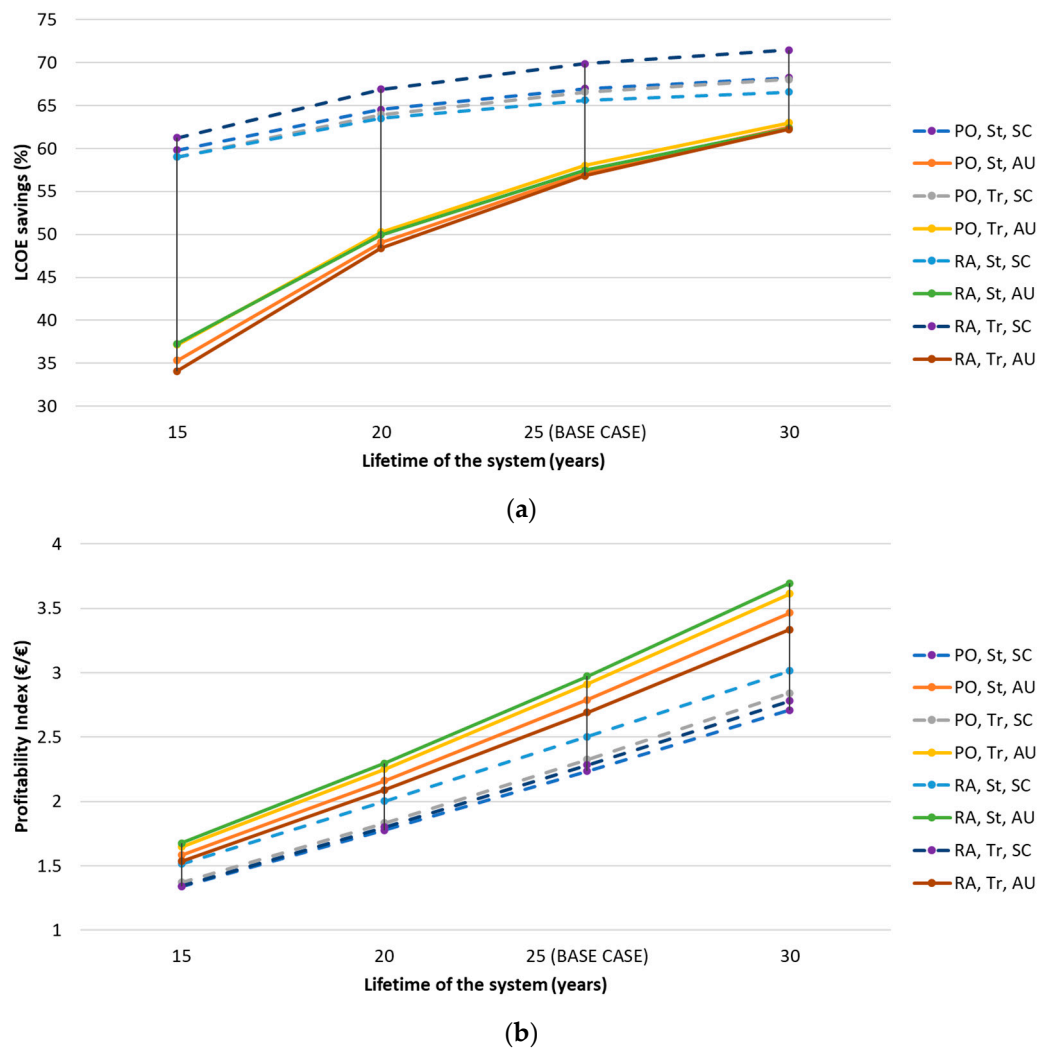 75
70
65
60
55
50
45
40
35
30
LCOE savings (%)
15 20 25 (BASE CASE) 30
Lifetime of the system (years)
PO, St, SC
PO, St, AU
PO, Tr, SC
PO, Tr, AU
RA, St, SC
RA, St, AU
RA, Tr, SC
RA, Tr, AU
(a)
4
3.5
3
2.5
2
1.5
1
Profitability Index (€/€)
15 20 25 (BASE CASE) 30
Lifetime of the system (years)
PO, St, SC
PO, St, AU
PO, Tr, SC
PO, Tr, AU
RA, St, SC
RA, St, AU
RA, Tr, SC
RA, Tr, AU
(b)